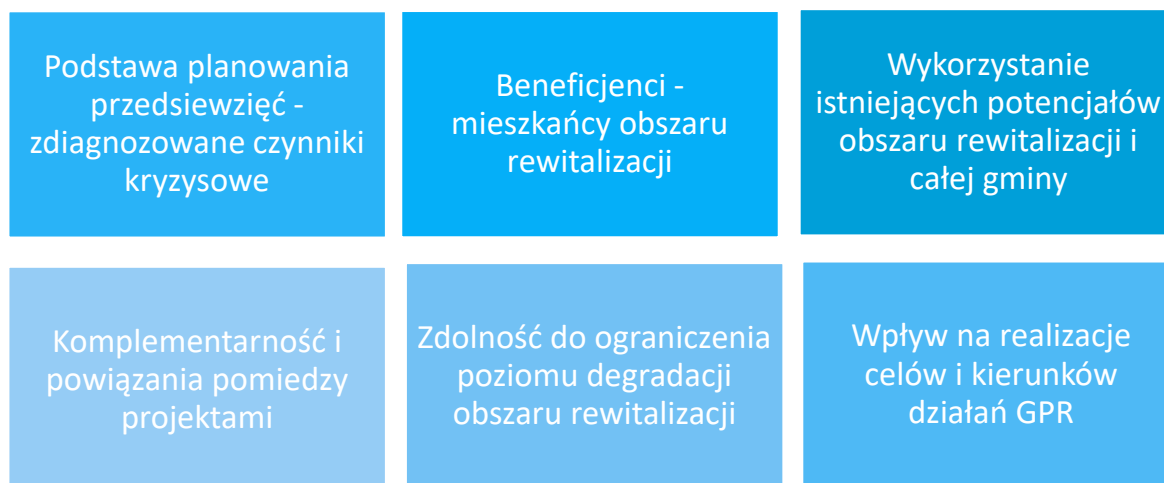 Podstawa planowania
przedsiewzięć -
zdiagnozowane czynniki
kryzysowe
Beneficjenci -
mieszkańcy obszaru
rewitalizacji
Wykorzystanie
istniejących potencjałów
obszaru rewitalizacji i
całej gminy
Komplementarność i
powiązania pomiedzy
projektami
Zdolność do ograniczenia
poziomu degradacji
obszaru rewitalizacji
Wpływ na realizacje
celów i kierunków
działań GPR